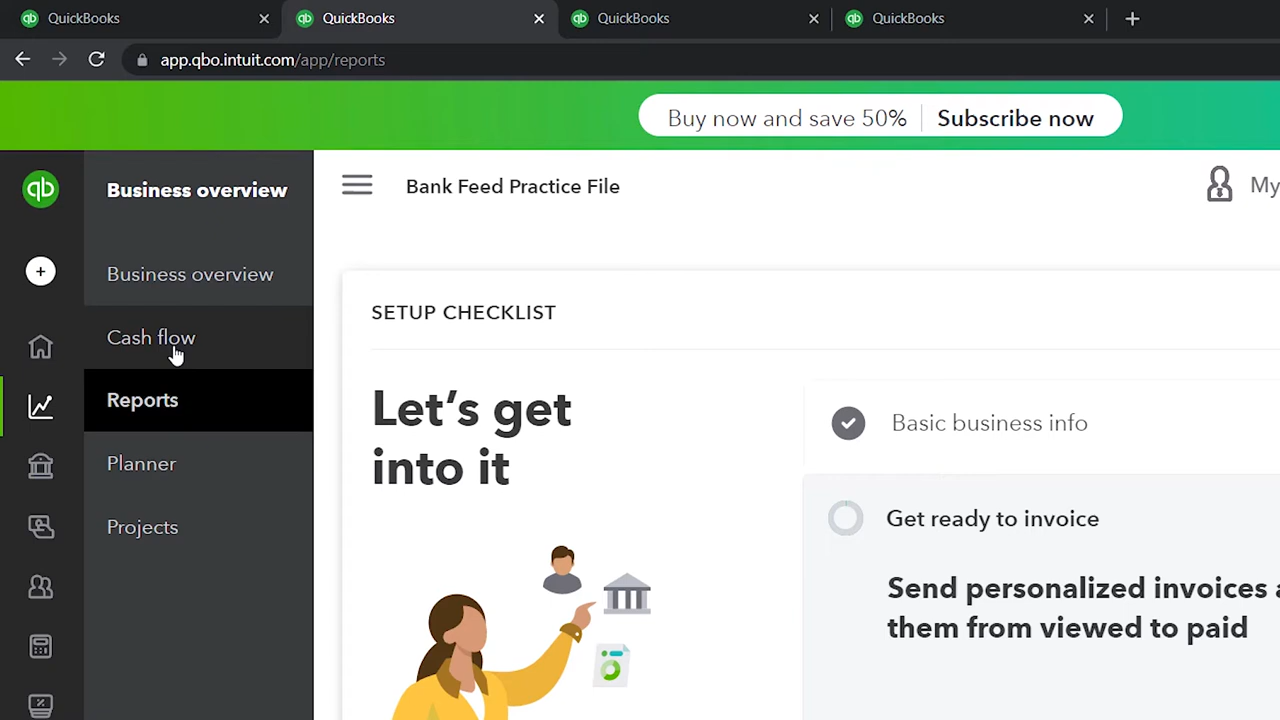 QuickBooks
QuickBooks
QuickBooks
QuickBooks
app.qbo.intuit.com/app/reports
Buy now and save 50%
Subscribe now
qb
Business overview
Bank Feed Practice File
My
Business overview
Cash flow
Reports
Planner
Projects
SETUP CHECKLIST
Let's get
into it
Basic business info
Get ready to invoice
Send personalized invoices a
them from viewed to paid